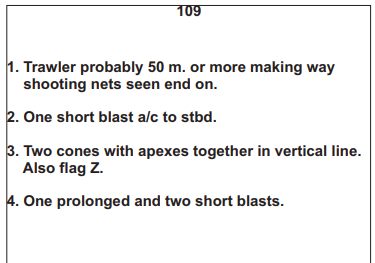 109
1. Trawler probably 50 m. or more making way
shooting nets seen end on.
2. One short blast a/c to stbd.
3. Two cones with apexes together in vertical line.
Also flag Z.
4. One prolonged and two short blasts.